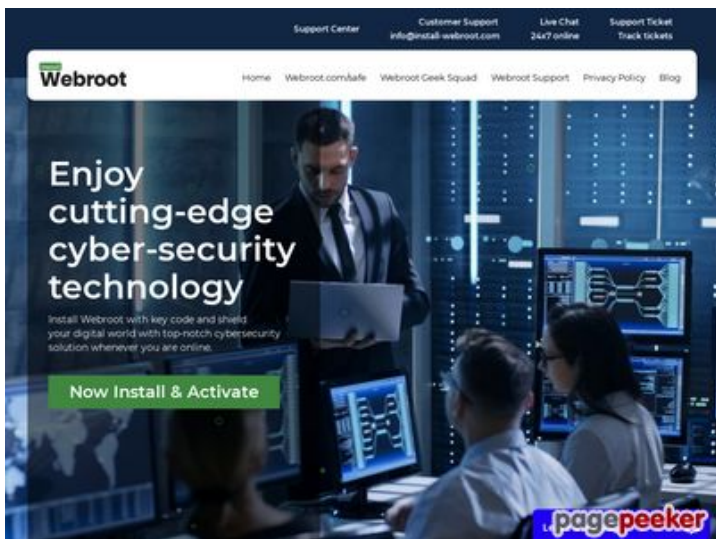 Support Center
Customer Support
info@install-webroot.com
Live Chat
24x7 online
Support Ticket
Track tickets
Webroot
Home Webroot.com/safe Webroot Geek Squad Webroot Support Privacy Policy Blog
Enjoy
cutting-edge
cyber-security
technology
Install Webroot with key code and shield
your digital world with top-notch cybersecurity
solution whenever you are online.
Now Install & Activate
pagepeeker